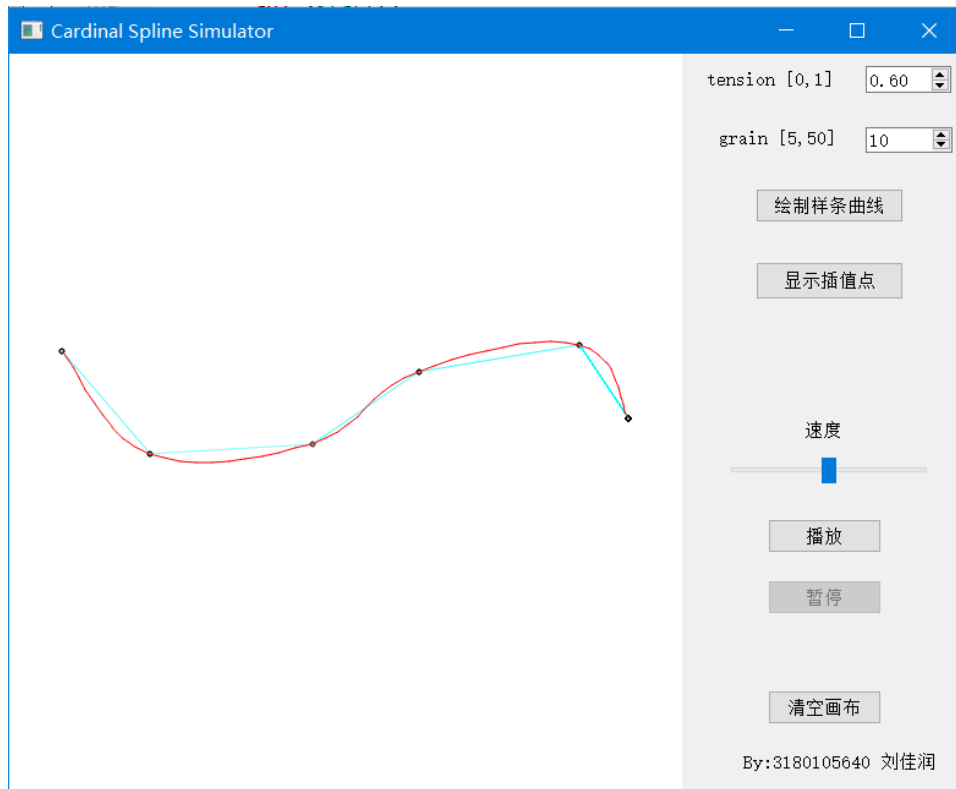 Cardinal Spline Simulator
tension [0,1] 0.60
grain [5,50] 10
绘制样条曲线
显示插值点
速度
播放
暂停
清空画布
By:3180105640 刘佳润